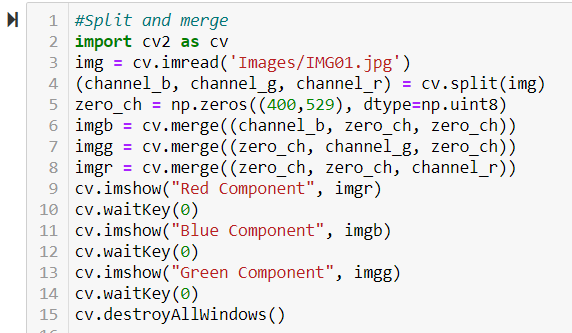 1 #Split and merge
2 import cv2 as cv
3 img = cv.imread('Images/IMG01.jpg')
4 (channel_b, channel_g, channel_r) = cv.split(img)
5 zero_ch = np.zeros((400,529), dtype=np.uint8)
6 imgb = cv.merge((channel_b, zero_ch, zero_ch))
7 imgg = cv.merge((zero_ch, channel_g, zero_ch))
8 imgr = cv.merge((zero_ch, zero_ch, channel_r))
9 cv.imshow("Red Component", imgr)
10 cv.waitKey(0)
11 cv.imshow("Blue Component", imgb)
12 cv.waitKey(0)
13 cv.imshow("Green Component", imgg)
14 cv.waitKey(0)
15 cv.destroyAllWindows()